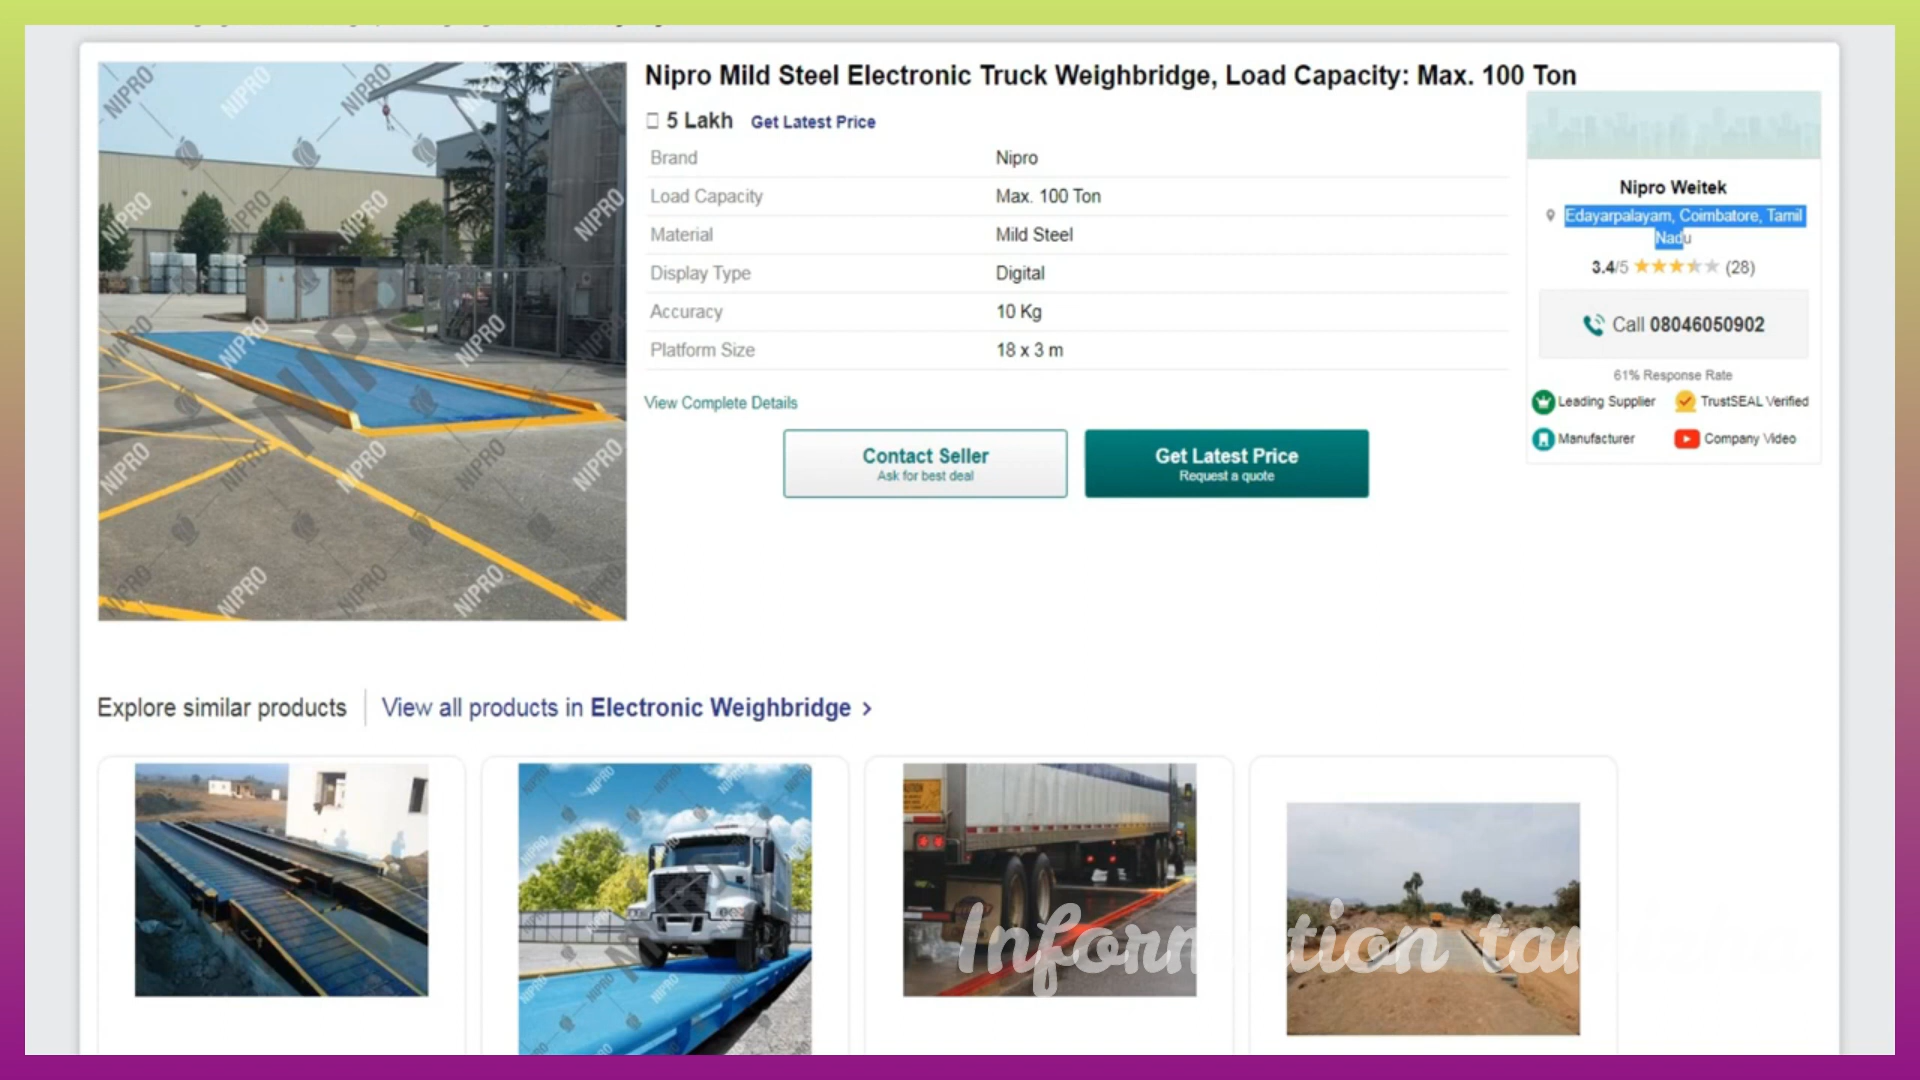 Nipro Mild Steel Electronic Truck Weighbridge, Load Capacity: Max. 100 Ton
5 Lakh Get Latest Price
Brand Nipro
Load Capacity Max. 100 Ton
Material Mild Steel
Display Type Digital
Accuracy 10 Kg
Platform Size 18 x 3 m
View Complete Details
Contact Seller
Ask for best deal
Get Latest Price
Request a quote
Nipro Weitek
Edayarpalayam, Coimbatore, Tamil
Nadu
3.4/5 (28)
Call 08046050902
61% Response Rate
Leading Supplier TrustSEAL Verified
Manufacturer Company Video
NIPRO
Explore similar products View all products in Electronic Weighbridge >
Information